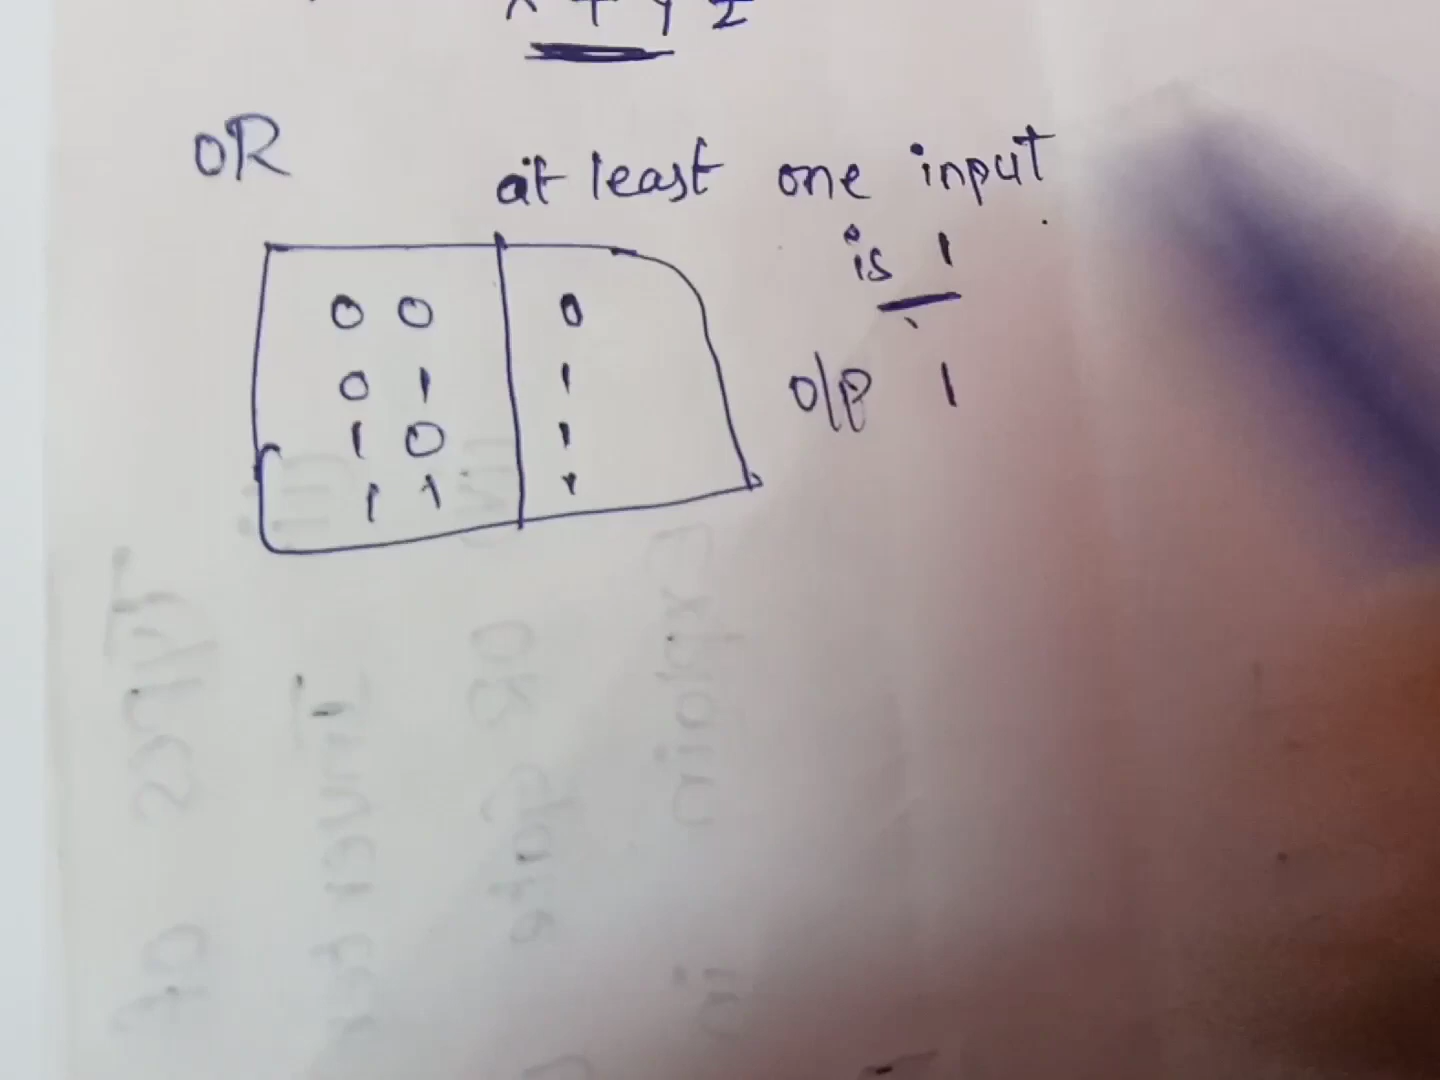 x + y z
OR
at least one input
is 1
0 0 0
0 1 1
1 0 1
1 1 1
O/P 1